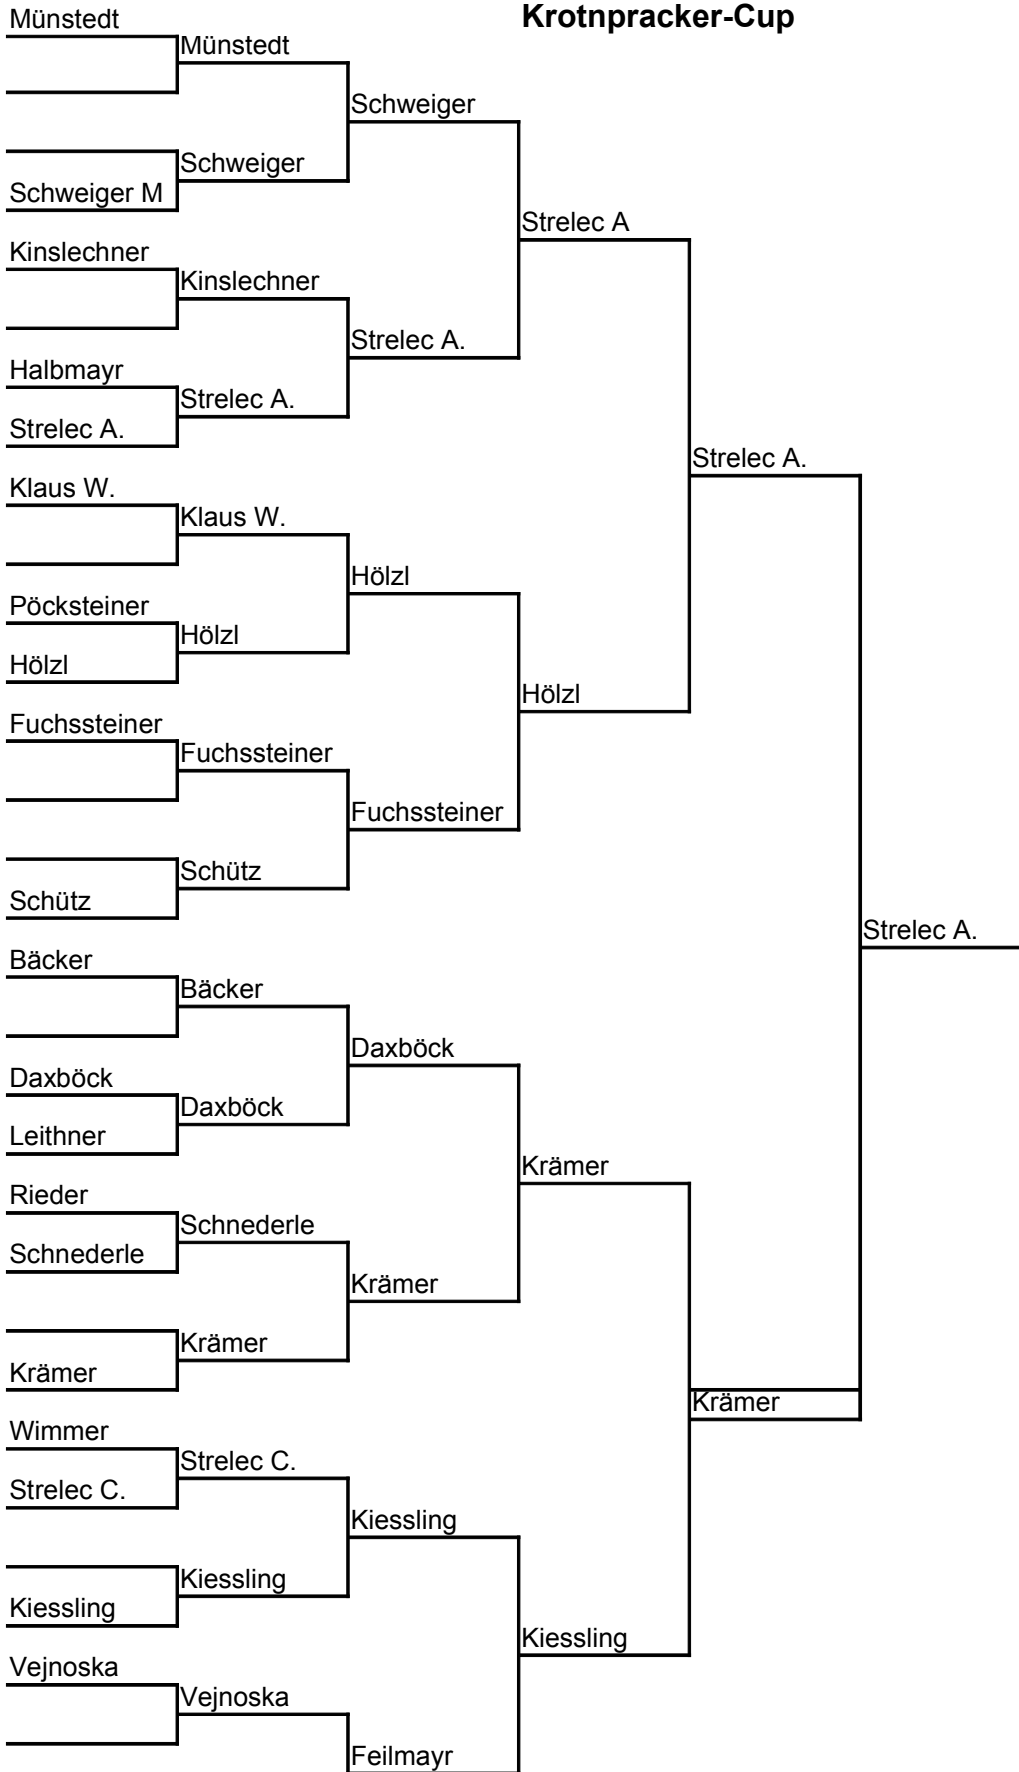 Krotnpracker-Cup
Münstedt
Münstedt
Schweiger
Schweiger
Schweiger M
Strelec A
Kinslechner
Kinslechner
Strelec A.
Halbmayr
Strelec A.
Strelec A.
Strelec A.
Klaus W.
Klaus W.
Hölzl
Pöcksteiner
Hölzl
Hölzl
Hölzl
Fuchssteiner
Fuchssteiner
Fuchssteiner
Schütz
Schütz
Strelec A.
Bäcker
Bäcker
Daxböck
Daxböck
Daxböck
Leithner
Krämer
Rieder
Schnederle
Schnederle
Krämer
Krämer
Krämer
Krämer
Wimmer
Strelec C.
Strelec C.
Kiessling
Kiessling
Kiessling
Kiessling
Vejnoska
Vejnoska
Feilmayr